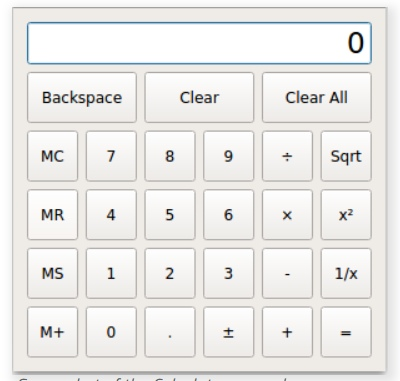 0
Backspace Clear Clear All
MC 7 8 9 ÷ Sqrt
MR 4 5 6 × x²
MS 1 2 3 - 1/x
M+ 0 . ± + =